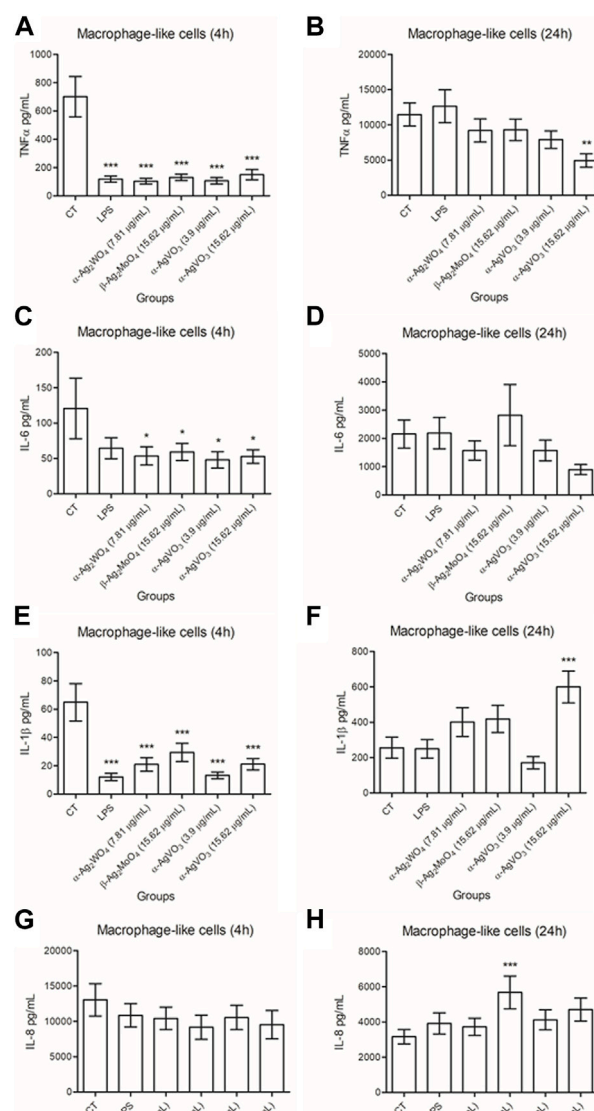 A
Macrophage-like cells (4h)
TNFα pg/mL
1000
800
600
400
200
0
***
***
***
***
***
CT
LPS
α-Ag₂WO₄ (7.81 µg/mL)
β-Ag₂MoO₄ (15.62 µg/mL)
α-AgVO₃ (3.9 µg/mL)
α-AgVO₃ (15.62 µg/mL)
Groups
B
Macrophage-like cells (24h)
TNFα pg/mL
20000
15000
10000
5000
0
**
CT
LPS
α-Ag₂WO₄ (7.81 µg/mL)
β-Ag₂MoO₄ (15.62 µg/mL)
α-AgVO₃ (3.9 µg/mL)
α-AgVO₃ (15.62 µg/mL)
Groups
C
Macrophage-like cells (4h)
IL-6 pg/mL
200
150
100
50
0
*
*
*
*
CT
LPS
α-Ag₂WO₄ (7.81 µg/mL)
β-Ag₂MoO₄ (15.62 µg/mL)
α-AgVO₃ (3.9 µg/mL)
α-AgVO₃ (15.62 µg/mL)
Groups
D
Macrophage-like cells (24h)
IL-6 pg/mL
5000
4000
3000
2000
1000
0
CT
LPS
α-Ag₂WO₄ (7.81 µg/mL)
β-Ag₂MoO₄ (15.62 µg/mL)
α-AgVO₃ (3.9 µg/mL)
α-AgVO₃ (15.62 µg/mL)
Groups
E
Macrophage-like cells (4h)
IL-1β pg/mL
100
80
60
40
20
0
***
***
***
***
***
CT
LPS
α-Ag₂WO₄ (7.81 µg/mL)
β-Ag₂MoO₄ (15.62 µg/mL)
α-AgVO₃ (3.9 µg/mL)
α-AgVO₃ (15.62 µg/mL)
Groups
F
Macrophage-like cells (24h)
IL-1β pg/mL
800
600
400
200
0
***
CT
LPS
α-Ag₂WO₄ (7.81 µg/mL)
β-Ag₂MoO₄ (15.62 µg/mL)
α-AgVO₃ (3.9 µg/mL)
α-AgVO₃ (15.62 µg/mL)
Groups
G
Macrophage-like cells (4h)
IL-8 pg/mL
20000
15000
10000
5000
0
CT
H
Macrophage-like cells (24h)
IL-8 pg/mL
8000
6000
4000
2000
0
***
CT